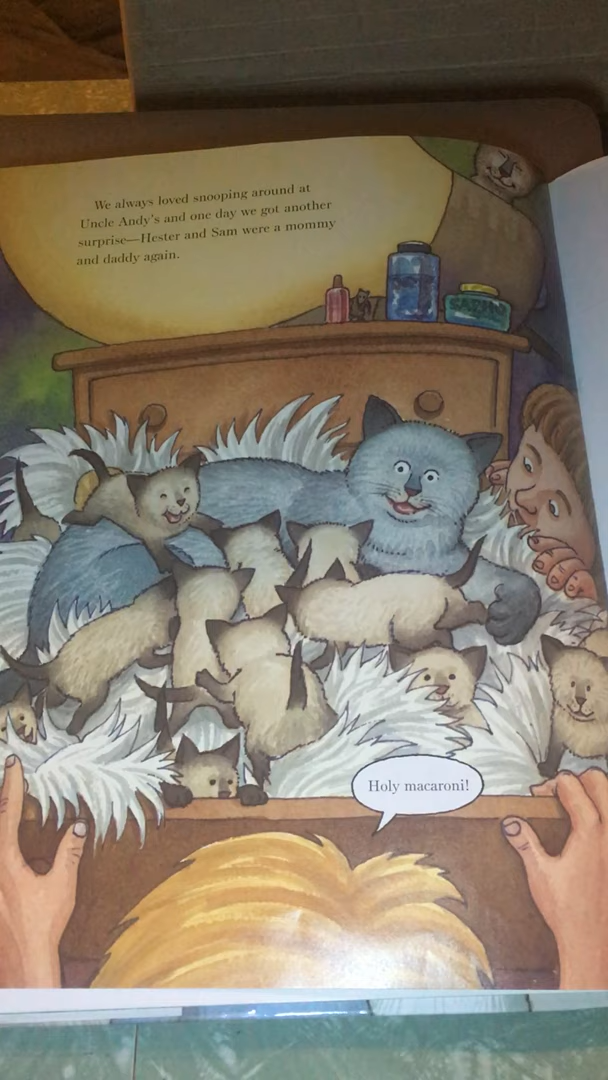 We always loved snooping around at
Uncle Andy's and one day we got another
surprise—Hester and Sam were a mommy
and daddy again.
Holy macaroni!